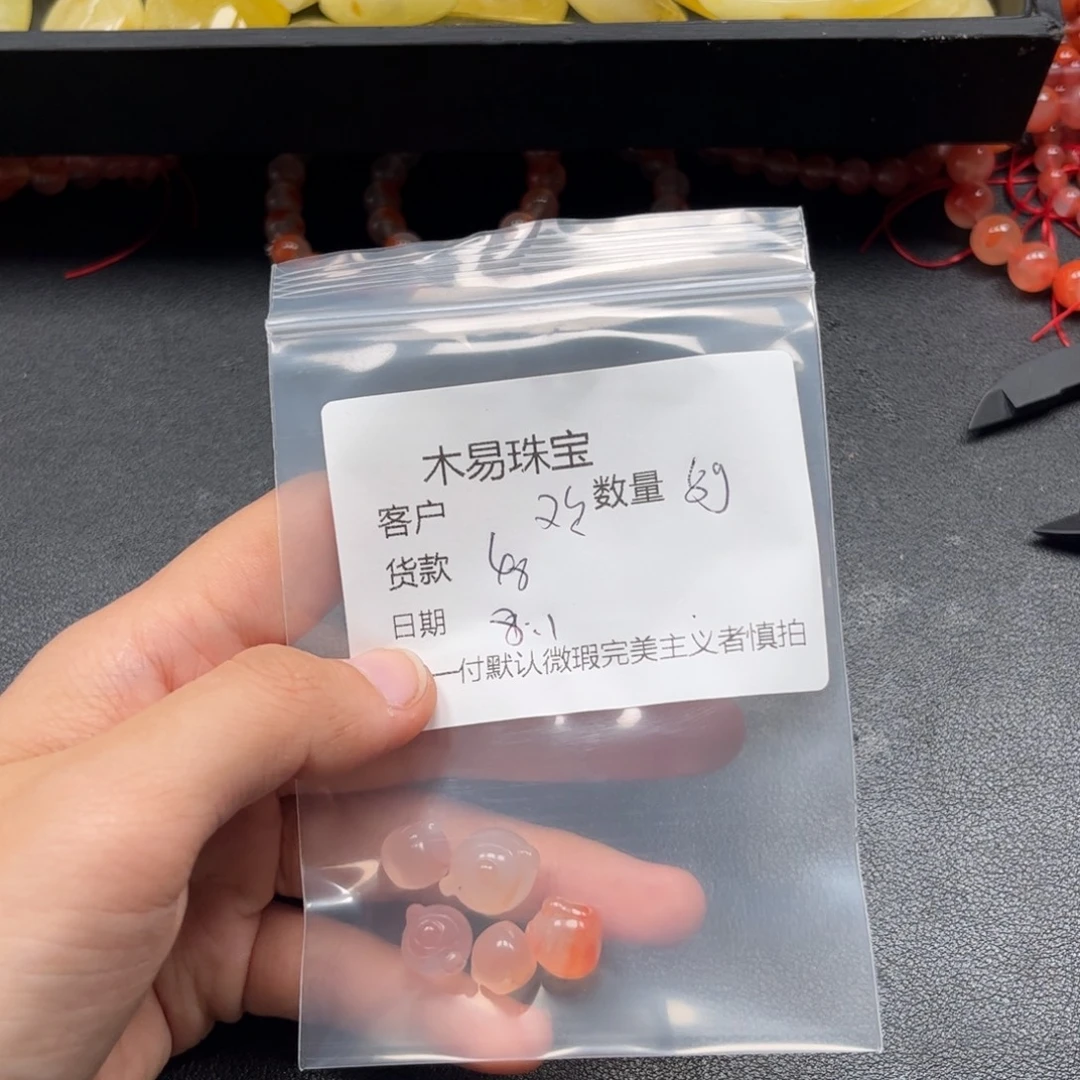 木易珠宝
客户 数量
货款 68
日期 8.1
一付默认微瑕完美主义者慎拍